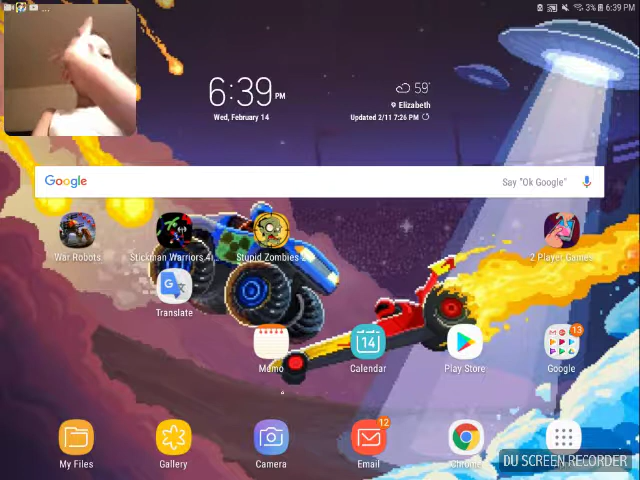 3% 6:39 PM
6:39 PM
59°
Elizabeth
Wed, February 14
Updated 2/11 7:26 PM
Google
Say "Ok Google"
War Robots
Stickman Warriors 4(...
Stupid Zombies 2
2 Player Games
Translate
14
13
Memo
Calendar
Play Store
Google
12
My Files
Gallery
Camera
Email
Chrome
DU SCREEN RECORDER